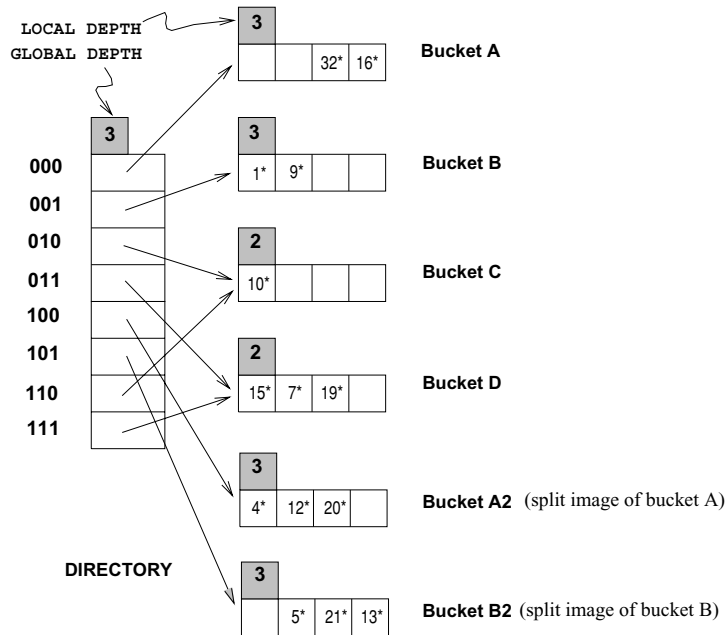 LOCAL DEPTH
GLOBAL DEPTH
3
000
001
010
011
100
101
110
111
DIRECTORY
3
32* 16*
Bucket A
3
1* 9*
Bucket B
2
10*
Bucket C
2
15* 7* 19*
Bucket D
3
4* 12* 20*
Bucket A2 (split image of bucket A)
3
5* 21* 13*
Bucket B2 (split image of bucket B)